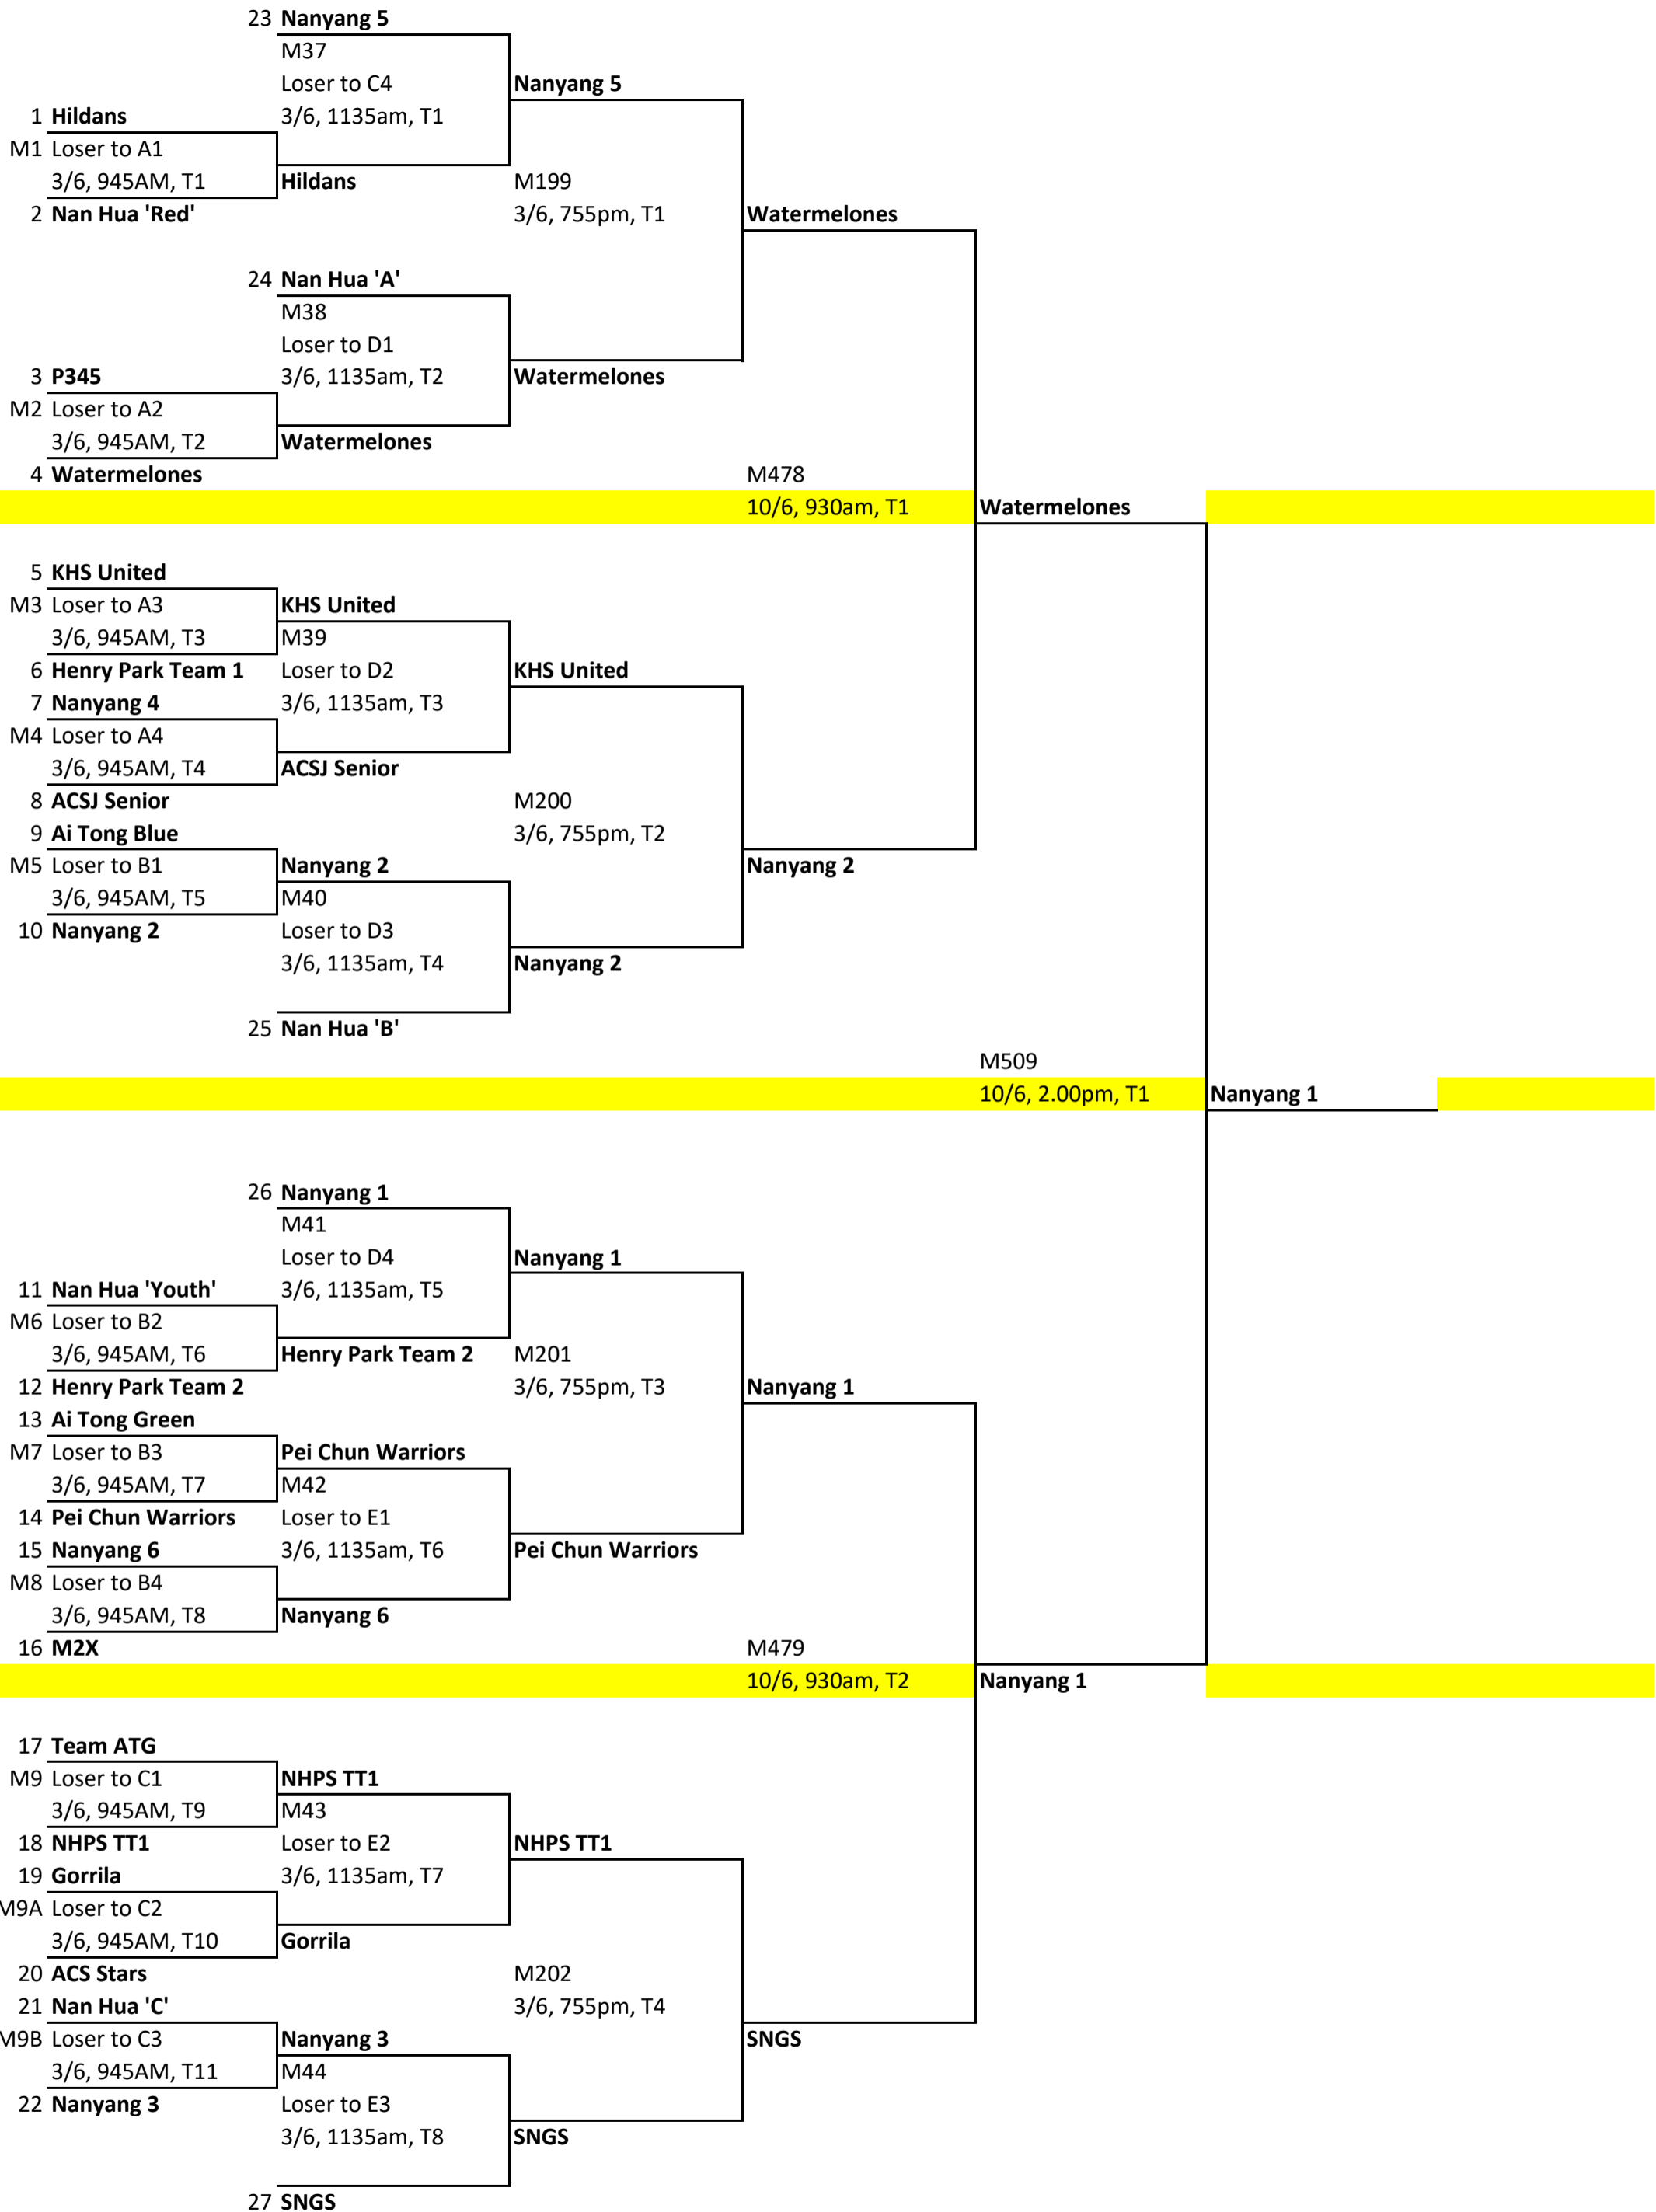 23 Nanyang 5
M37
Loser to C4 Nanyang 5
1 Hildans 3/6, 1135am, T1
M1 Loser to A1
3/6, 945AM, T1 Hildans M199
2 Nan Hua 'Red' 3/6, 755pm, T1 Watermelones
24 Nan Hua 'A'
M38
Loser to D1
3 P345 3/6, 1135am, T2 Watermelones
M2 Loser to A2
3/6, 945AM, T2 Watermelones
4 Watermelones M478
10/6, 930am, T1 Watermelones
5 KHS United
M3 Loser to A3 KHS United
3/6, 945AM, T3 M39
6 Henry Park Team 1 Loser to D2 KHS United
7 Nanyang 4 3/6, 1135am, T3
M4 Loser to A4
3/6, 945AM, T4 ACSJ Senior
8 ACSJ Senior M200
9 Ai Tong Blue 3/6, 755pm, T2
M5 Loser to B1 Nanyang 2 Nanyang 2
3/6, 945AM, T5 M40
10 Nanyang 2 Loser to D3
3/6, 1135am, T4 Nanyang 2
25 Nan Hua 'B'
M509
10/6, 2.00pm, T1 Nanyang 1
26 Nanyang 1
M41
Loser to D4 Nanyang 1
11 Nan Hua 'Youth' 3/6, 1135am, T5
M6 Loser to B2
3/6, 945AM, T6 Henry Park Team 2 M201
12 Henry Park Team 2 3/6, 755pm, T3 Nanyang 1
13 Ai Tong Green
M7 Loser to B3 Pei Chun Warriors
3/6, 945AM, T7 M42
14 Pei Chun Warriors Loser to E1
15 Nanyang 6 3/6, 1135am, T6 Pei Chun Warriors
M8 Loser to B4
3/6, 945AM, T8 Nanyang 6
16 M2X M479
10/6, 930am, T2 Nanyang 1
17 Team ATG
M9 Loser to C1 NHPS TT1
3/6, 945AM, T9 M43
18 NHPS TT1 Loser to E2 NHPS TT1
19 Gorrila 3/6, 1135am, T7
M9A Loser to C2
3/6, 945AM, T10 Gorrila
20 ACS Stars M202
21 Nan Hua 'C' 3/6, 755pm, T4
M9B Loser to C3 Nanyang 3 SNGS
3/6, 945AM, T11 M44
22 Nanyang 3 Loser to E3
3/6, 1135am, T8 SNGS
27 SNGS